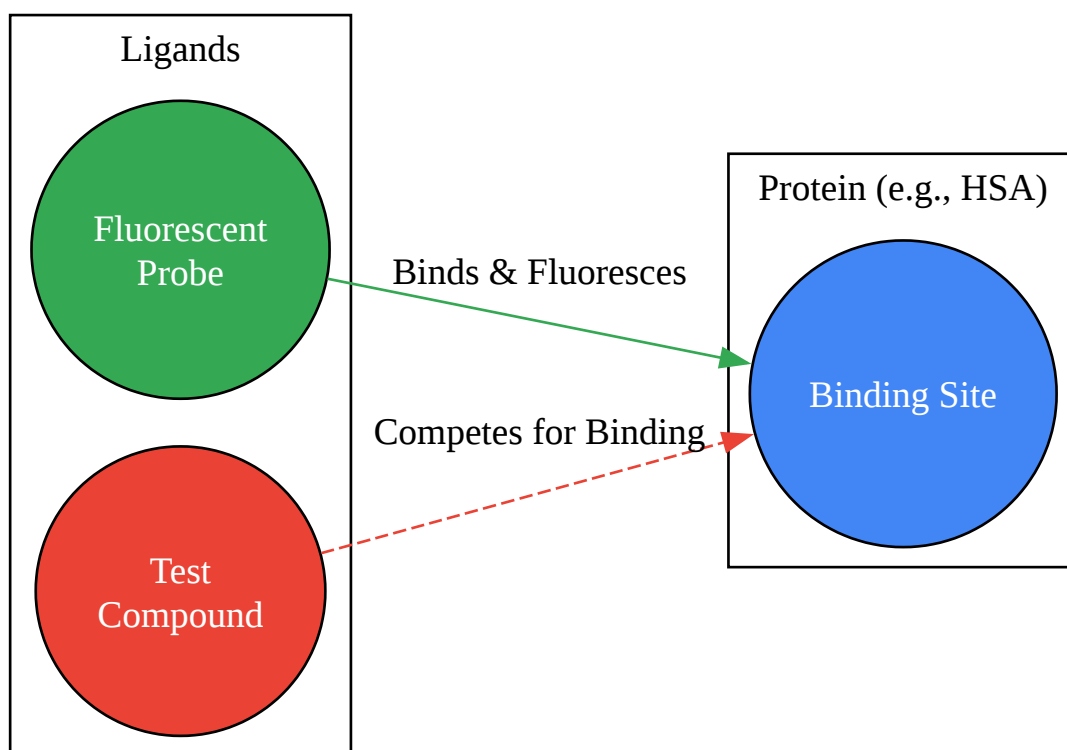 Ligands
Fluorescent
Probe
Test
Compound
Binds & Fluoresces
Competes for Binding
Protein (e.g., HSA)
Binding Site